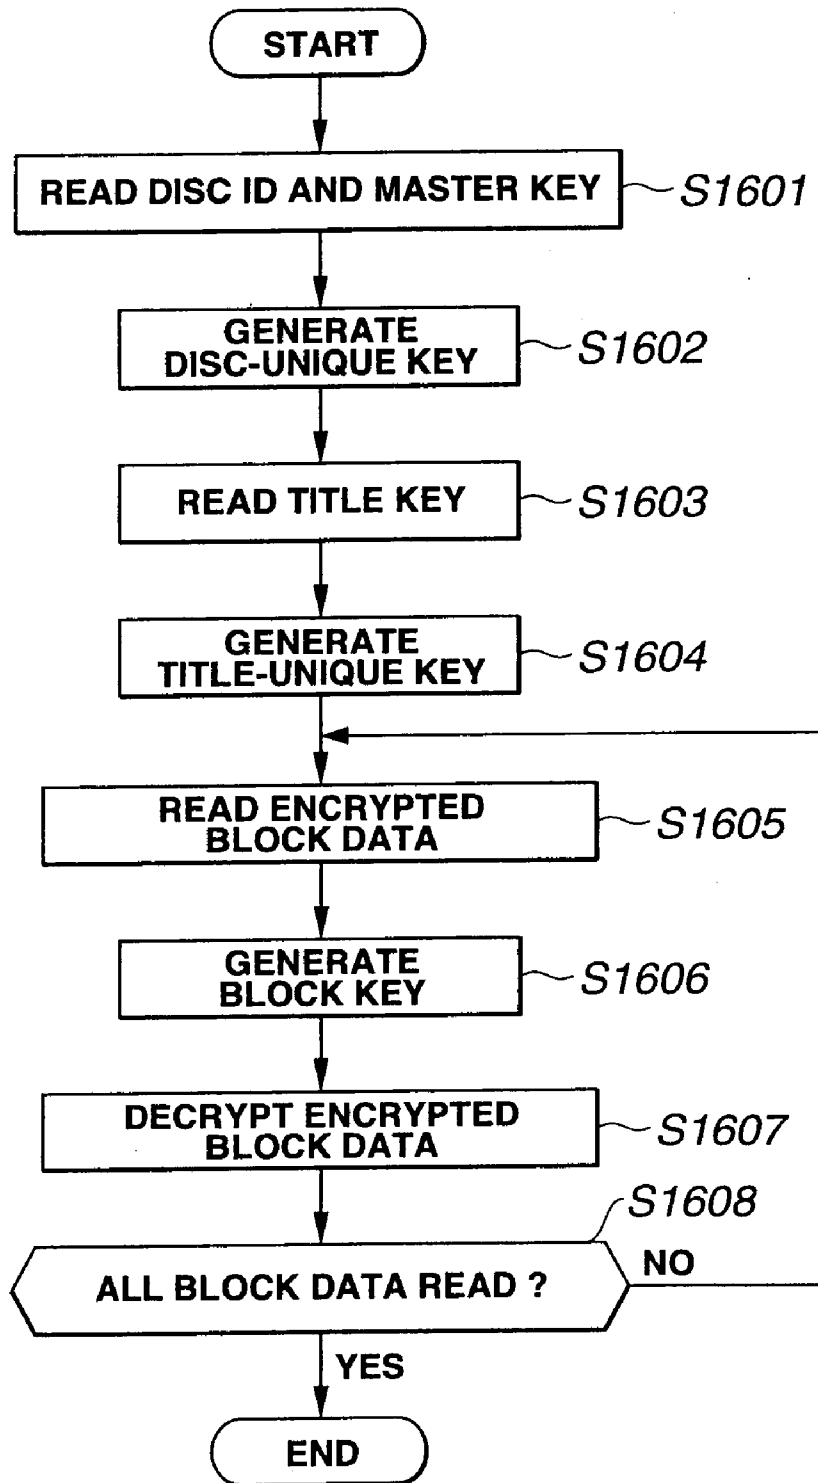 START
READ DISC ID AND MASTER KEY
S1601
GENERATE
DISC-UNIQUE KEY
S1602
READ TITLE KEY
S1603
GENERATE
TITLE-UNIQUE KEY
S1604
READ ENCRYPTED
BLOCK DATA
S1605
GENERATE
BLOCK KEY
S1606
DECRYPT ENCRYPTED
BLOCK DATA
S1607
S1608
ALL BLOCK DATA READ ?
NO
YES
END